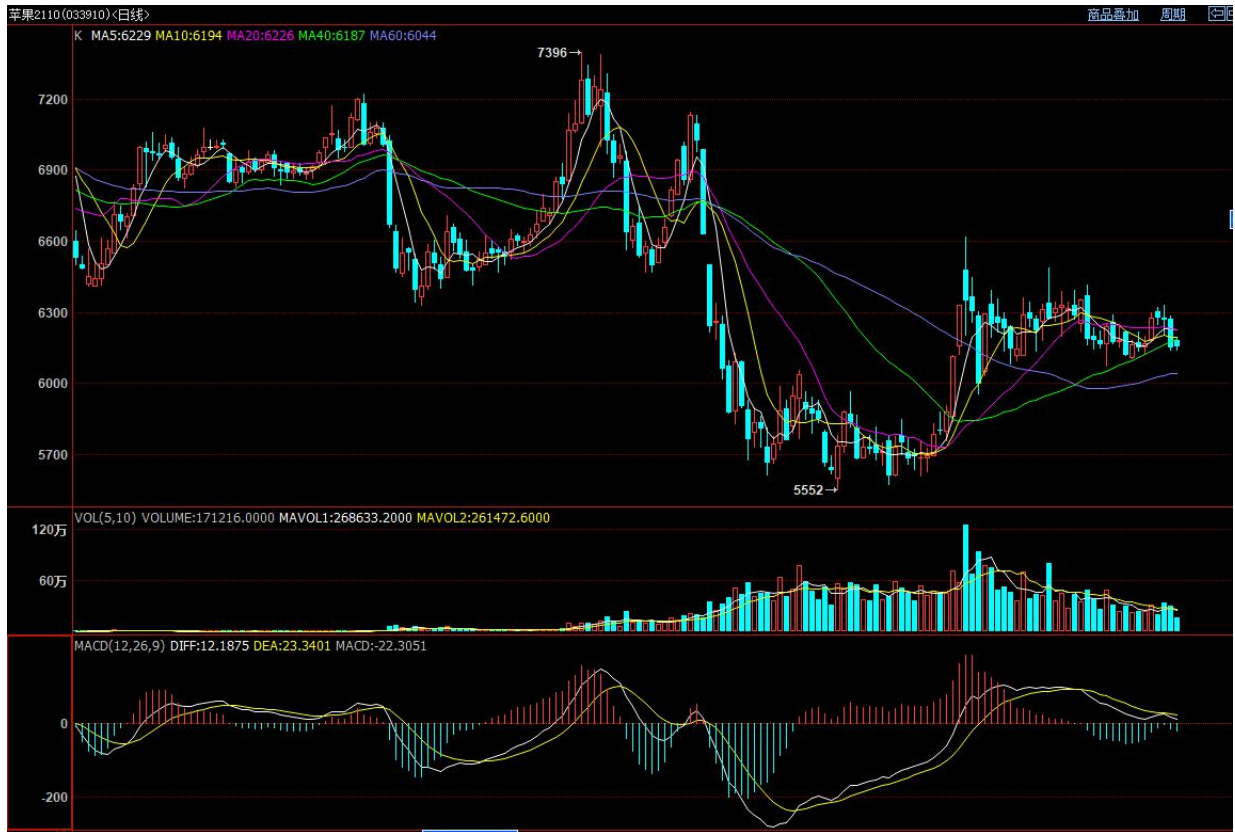 苹果2110(033910)<日线>
商品叠加 周期
K MA5:6229 MA10:6194 MA20:6226 MA40:6187 MA60:6044
7396→
7200
6900
6600
6300
6000
5700
5552→
VOL(5,10) VOLUME:171216.0000 MAVOL1:268633.2000 MAVOL2:261472.6000
120万
60万
MACD(12,26,9) DIFF:12.1875 DEA:23.3401 MACD:-22.3051
0
-200